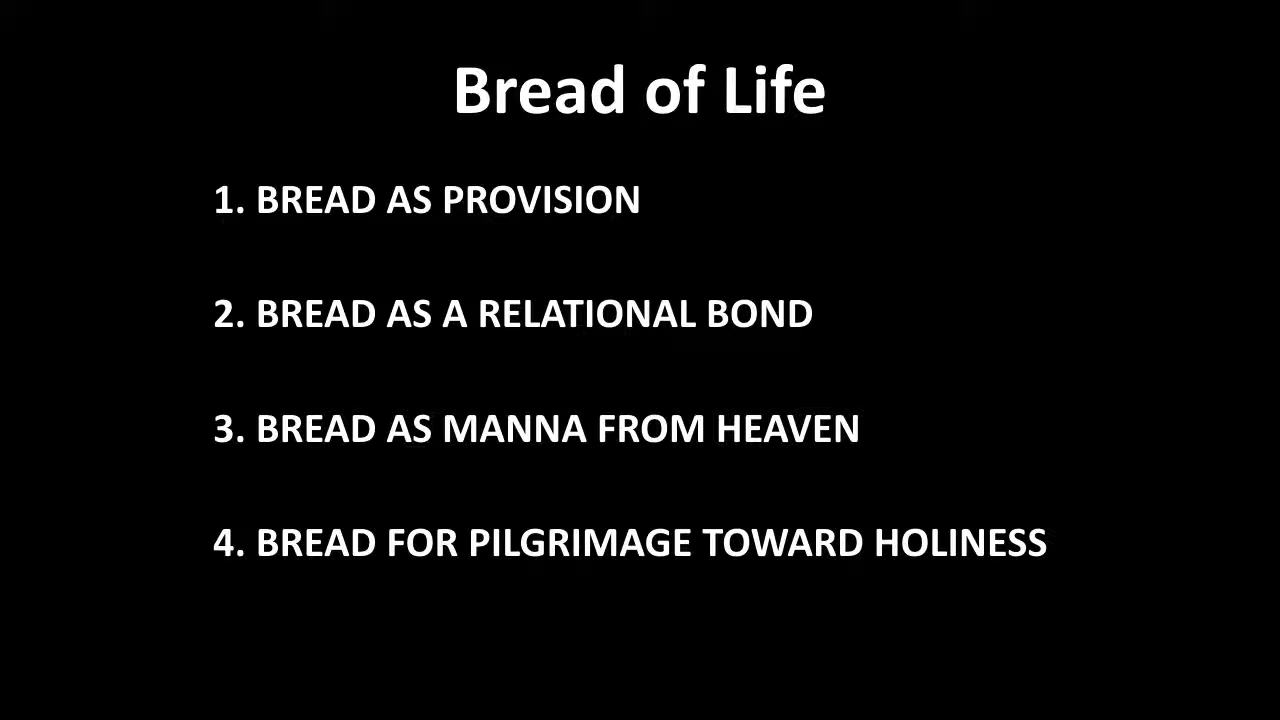 Bread of Life
1. BREAD AS PROVISION
2. BREAD AS A RELATIONAL BOND
3. BREAD AS MANNA FROM HEAVEN
4. BREAD FOR PILGRIMAGE TOWARD HOLINESS